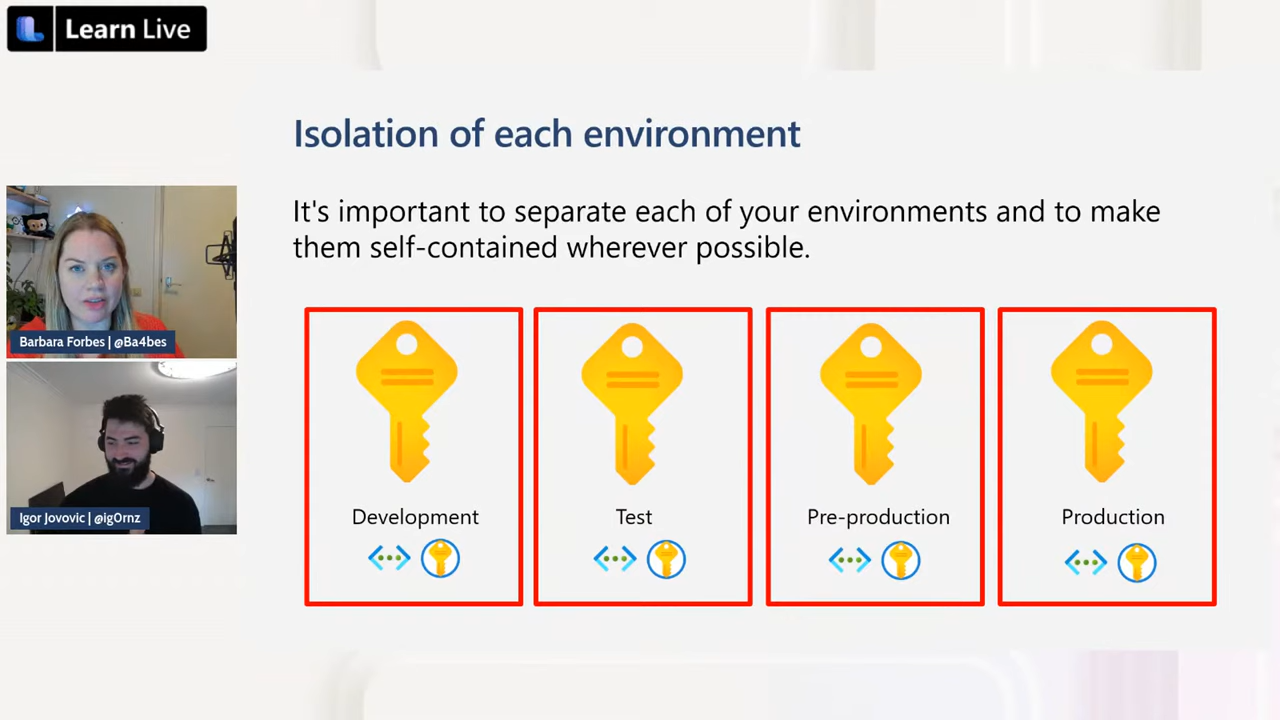 Learn Live
Isolation of each environment
It's important to separate each of your environments and to make
them self-contained wherever possible.
Barbara Forbes | @Ba4bes
Igor Jovovic | @igOrnz
Development
Test
Pre-production
Production